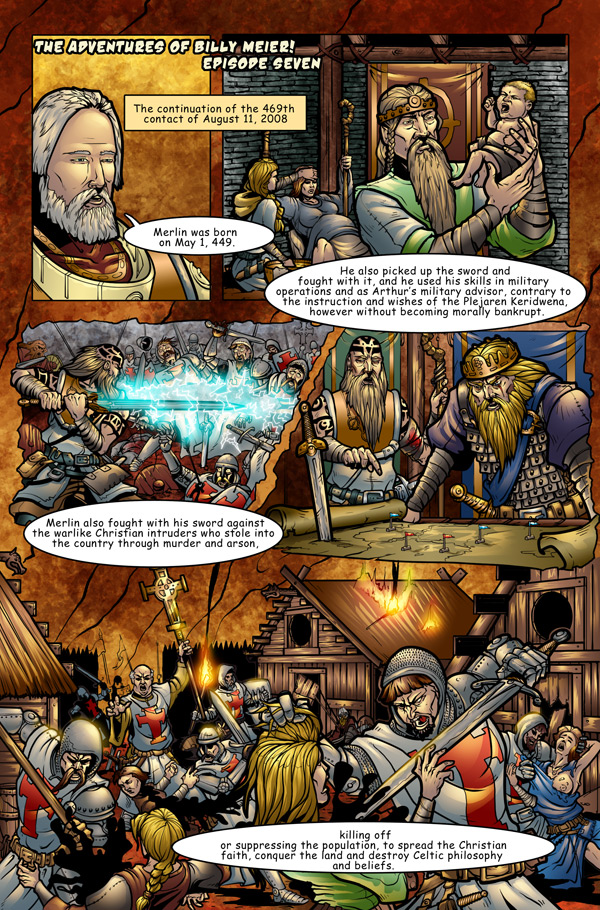 THE ADVENTURES OF BILLY MEIER!
EPISODE SEVEN
The continuation of the 469th
contact of August 11, 2008
Merlin was born
on May 1, 449.
He also picked up the sword and
fought with it, and he used his skills in military
operations and as Arthur's military advisor, contrary to
the instruction and wishes of the Plejaren Keridwena,
however without becoming morally bankrupt.
Merlin also fought with his sword against
the warlike Christian intruders who stole into
the country through murder and arson,
killing off
or suppressing the population, to spread the Christian
faith, conquer the land and destroy Celtic philosophy
and beliefs.